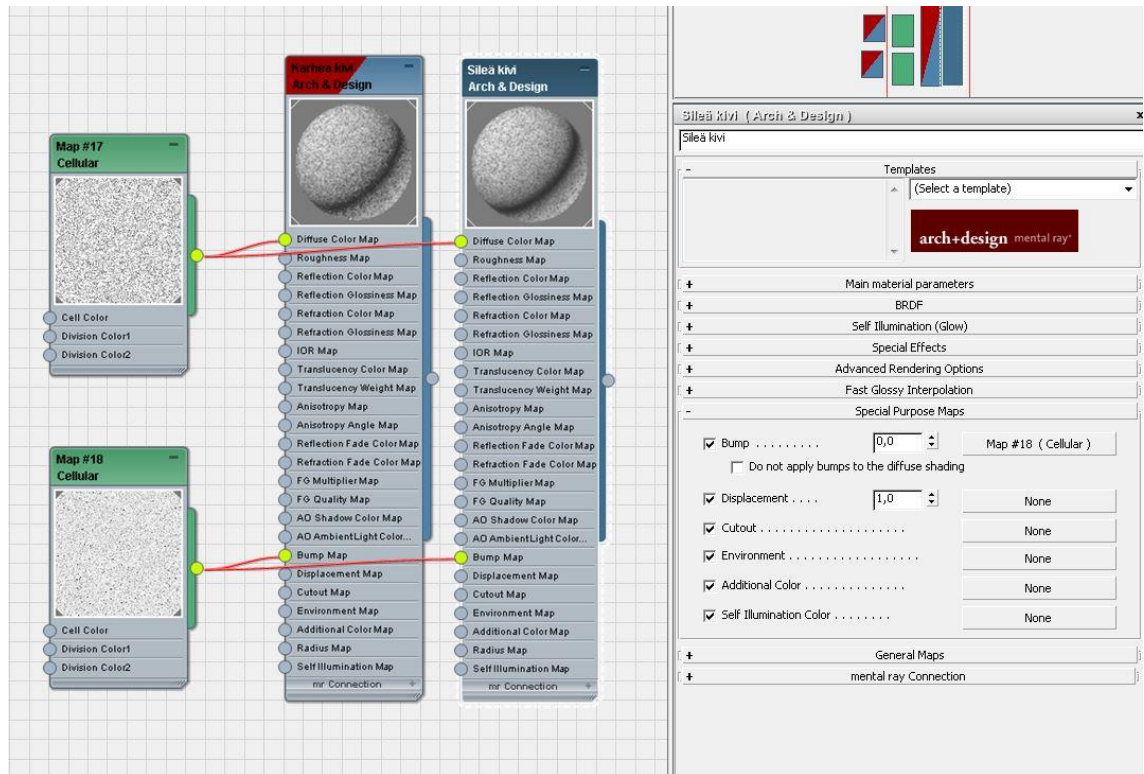 Map #17
Cellular
Cell Color
Division Color1
Division Color2
Map #18
Cellular
Cell Color
Division Color1
Division Color2
Karhea kivi
Arch & Design
Diffuse Color Map
Roughness Map
Reflection Color Map
Reflection Glossiness Map
Refraction Color Map
Refraction Glossiness Map
IOR Map
Translucency Color Map
Translucency Weight Map
Anisotropy Map
Anisotropy Angle Map
Reflection Fade Color Map
Refraction Fade Color Map
FG Multiplier Map
FG Quality Map
AO Shadow Color Map
AO Ambient Light Color...
Bump Map
Displacement Map
Cutout Map
Environment Map
Additional Color Map
Radius Map
Self Illumination Map
mr Connection +
Sileä kivi
Arch & Design
Diffuse Color Map
Roughness Map
Reflection Color Map
Reflection Glossiness Map
Refraction Color Map
Refraction Glossiness Map
IOR Map
Translucency Color Map
Translucency Weight Map
Anisotropy Map
Anisotropy Angle Map
Reflection Fade Color Map
Refraction Fade Color Map
FG Multiplier Map
FG Quality Map
AO Shadow Color Map
AO Ambient Light Color...
Bump Map
Displacement Map
Cutout Map
Environment Map
Additional Color Map
Radius Map
Self Illumination Map
mr Connection +
Sileä kivi ( Arch & Design ) x
Sileä kivi
- Templates
(Select a template)
arch+design mental ray®
+ Main material parameters
+ BRDF
+ Self Illumination (Glow)
+ Special Effects
+ Advanced Rendering Options
+ Fast Glossy Interpolation
- Special Purpose Maps
Bump . . . . . . . . . 0,0 Map #18 ( Cellular )
Do not apply bumps to the diffuse shading
Displacement . . . . 1,0 None
Cutout . . . . . . . . . . . . . . . . . . . . None
Environment . . . . . . . . . . . . . . . . . . None
Additional Color . . . . . . . . . . . . . None
Self Illumination Color . . . . . . . . None
+ General Maps
+ mental ray Connection